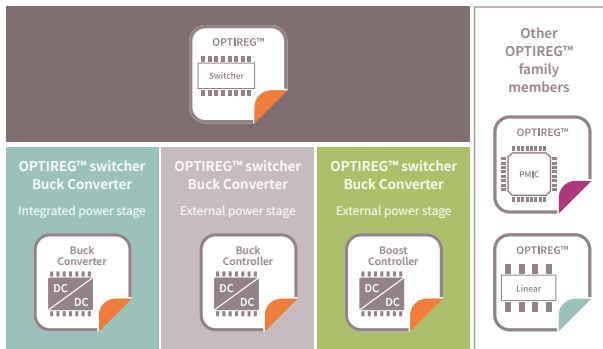 OPTIREG™
Switcher
OPTIREG™ switcher
Buck Converter
Integrated power stage
Buck
Converter
DC
DC
OPTIREG™ switcher
Buck Converter
External power stage
Buck
Controller
DC
DC
OPTIREG™ switcher
Buck Converter
External power stage
Boost
Controller
DC
DC
Other
OPTIREG™
family
members
OPTIREG™
PMIC
OPTIREG™
Linear